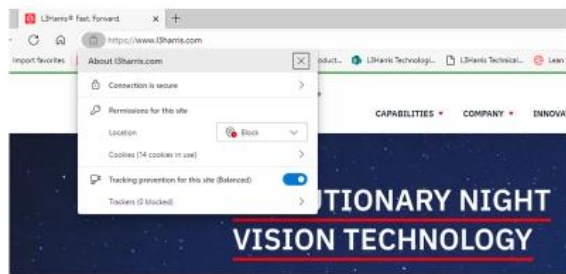 L3Harris® Fast. Forward.
https://www.l3harris.com
Import favorites
oduct...
L3Harris Technologi...
L3Harris Technical...
Lean
About l3harris.com
Connection is secure
Permissions for this site
Location
Block
Cookies (14 cookies in use)
Tracking prevention for this site (Balanced)
Trackers (0 blocked)
CAPABILITIES
COMPANY
INNOVA
UTIONARY NIGHT
VISION TECHNOLOGY